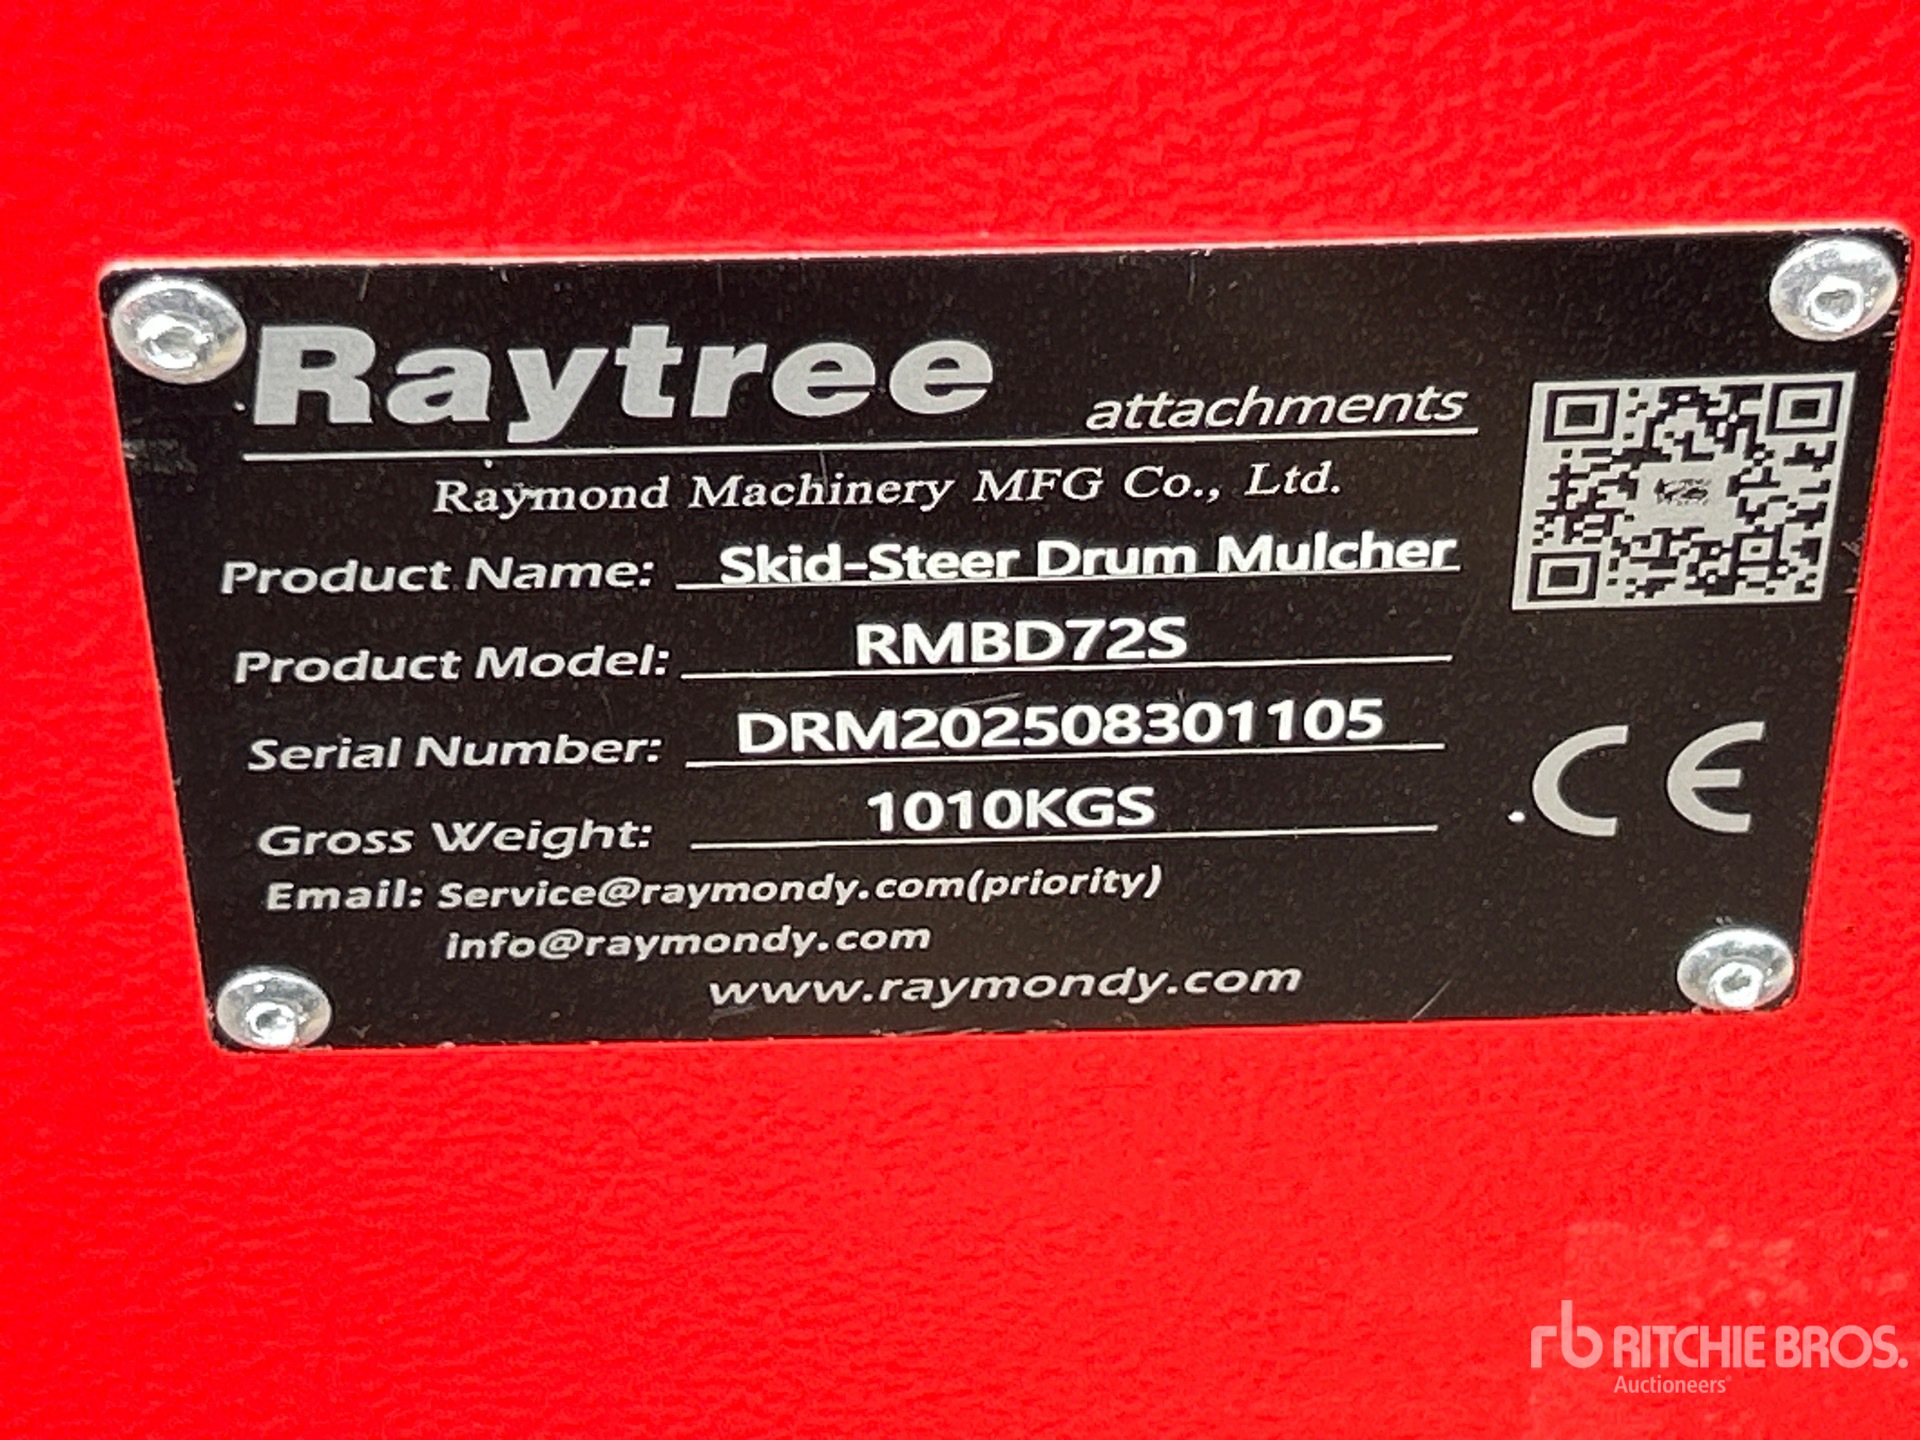 Raytree attachments
Raymond Machinery MFG Co., Ltd.
Product Name: Skid-Steer Drum Mulcher
Product Model: RMBD72S
Serial Number: DRM202508301105
Gross Weight: 1010KGS
Email: Service@raymondy.com(priority)
info@raymondy.com
www.raymondy.com
CE
rb RITCHIE BROS.
Auctioneers